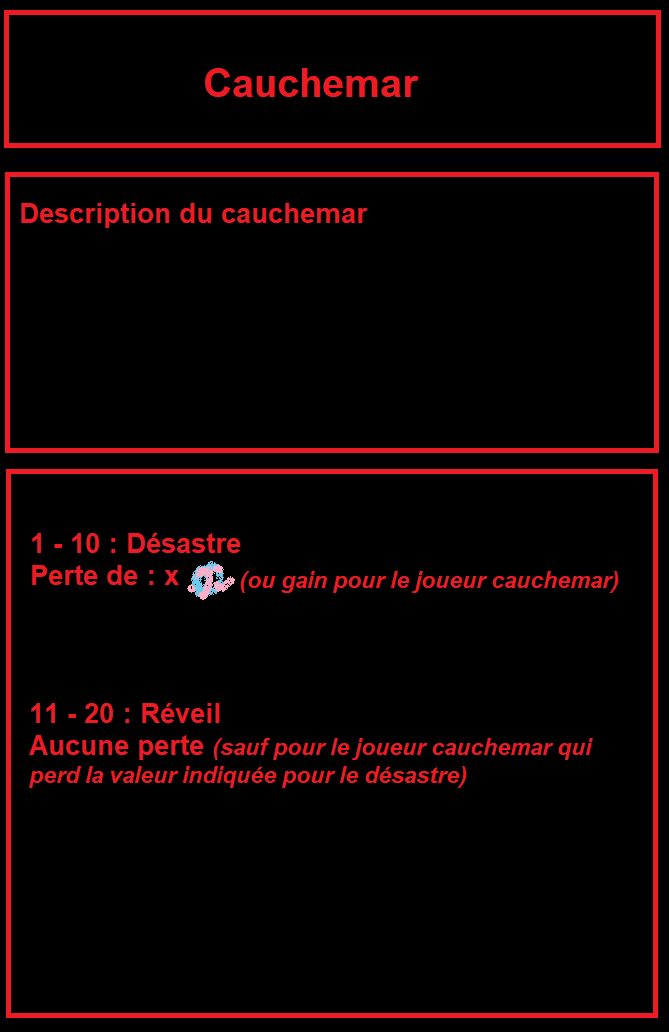 Cauchemar
Description du cauchemar
1 - 10 : Désastre
Perte de : x (ou gain pour le joueur cauchemar)
11 - 20 : Réveil
Aucune perte (sauf pour le joueur cauchemar qui
perd la valeur indiquée pour le désastre)